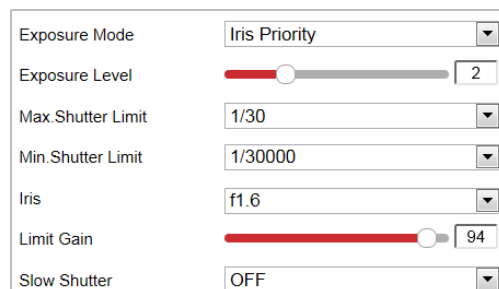 Exposure Mode Iris Priority
Exposure Level 2
Max.Shutter Limit 1/30
Min.Shutter Limit 1/30000
Iris f1.6
Limit Gain 94
Slow Shutter OFF